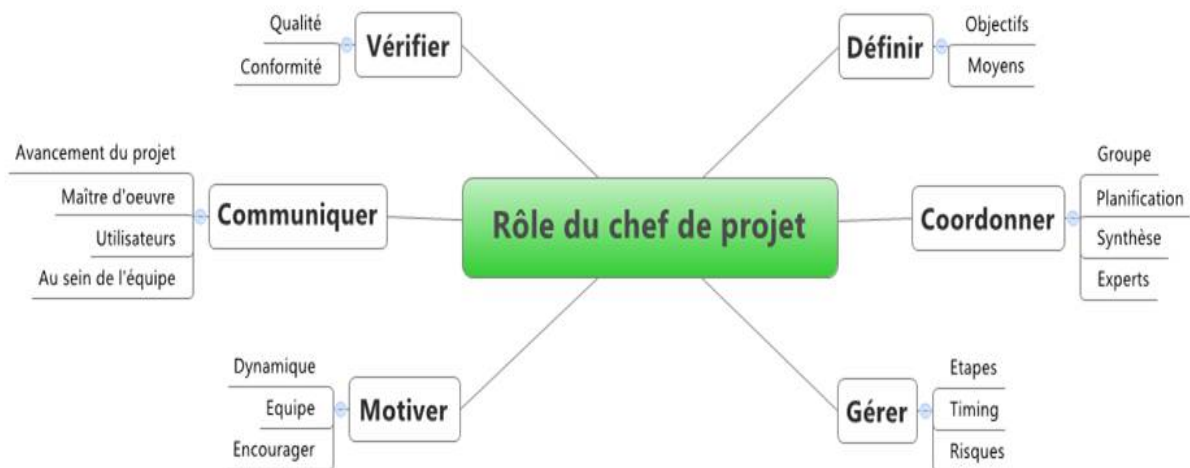 Rôle du chef de projet
Définir
Objectifs
Moyens
Coordonner
Groupe
Planification
Synthèse
Experts
Gérer
Etapes
Timing
Risques
Motiver
Dynamique
Equipe
Encourager
Communiquer
Avancement du projet
Maître d'oeuvre
Utilisateurs
Au sein de l'équipe
Vérifier
Qualité
Conformité